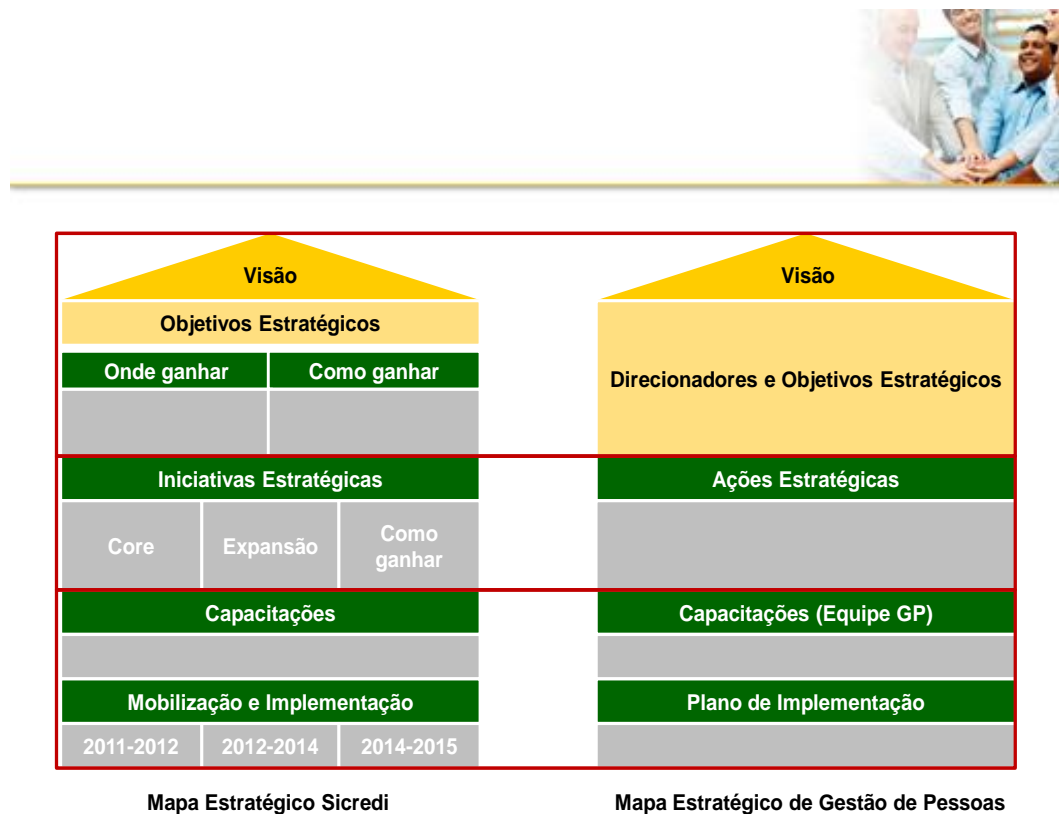 Visão
Objetivos Estratégicos
Onde ganhar
Como ganhar
Iniciativas Estratégicas
Core
Expansão
Como
ganhar
Capacitações
Mobilização e Implementação
2011-2012
2012-2014
2014-2015
Mapa Estratégico Sicredi
Visão
Direcionadores e Objetivos Estratégicos
Ações Estratégicas
Capacitações (Equipe GP)
Plano de Implementação
Mapa Estratégico de Gestão de Pessoas